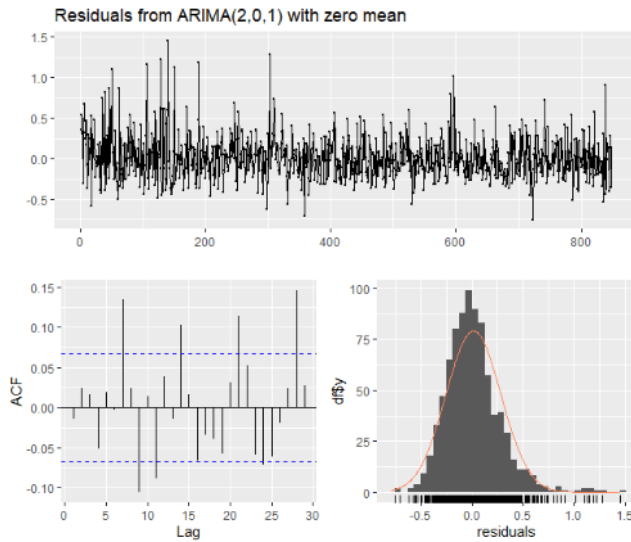 Residuals from ARIMA(2,0,1) with zero mean
1.5
1.0
0.5
0.0
-0.5
0 200 400 600 800
0.15
0.10
0.05
0.00
-0.05
-0.10
ACF
0 5 10 15 20 25 30
Lag
100
75
50
25
0
df$y
-0.5 0.0 0.5 1.0 1.5
residuals